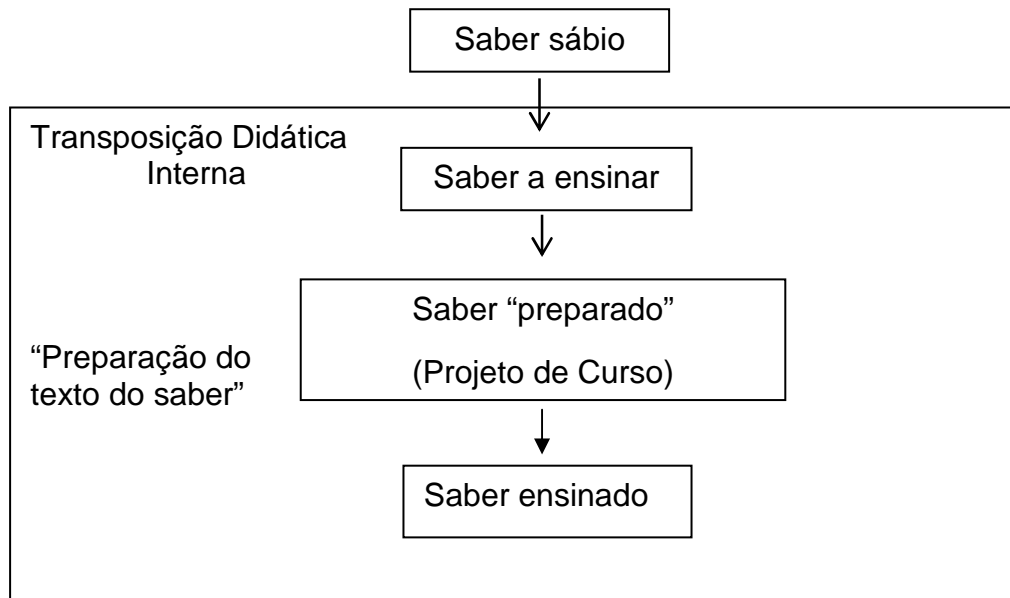 Saber sábio
Transposição Didática
Interna
Saber a ensinar
Saber “preparado”
(Projeto de Curso)
“Preparação do
texto do saber”
Saber ensinado